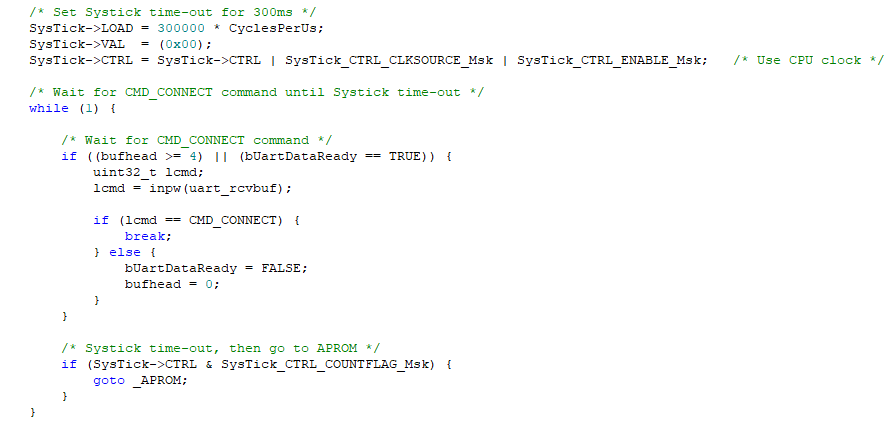 /* Set Systick time-out for 300ms */
SysTick->LOAD = 300000 * CyclesPerUs;
SysTick->VAL  = (0x00);
SysTick->CTRL = SysTick->CTRL | SysTick_CTRL_CLKSOURCE_Msk | SysTick_CTRL_ENABLE_Msk;   /* Use CPU clock */
/* Wait for CMD_CONNECT command until Systick time-out */
while (1) {
    /* Wait for CMD_CONNECT command */
    if ((bufhead >= 4) || (bUartDataReady == TRUE)) {
        uint32_t lcmd;
        lcmd = inpw(uart_rcvbuf);
        if (lcmd == CMD_CONNECT) {
            break;
        } else {
            bUartDataReady = FALSE;
            bufhead = 0;
        }
    }
    /* Systick time-out, then go to APROM */
    if (SysTick->CTRL & SysTick_CTRL_COUNTFLAG_Msk) {
        goto _APROM;
    }
}